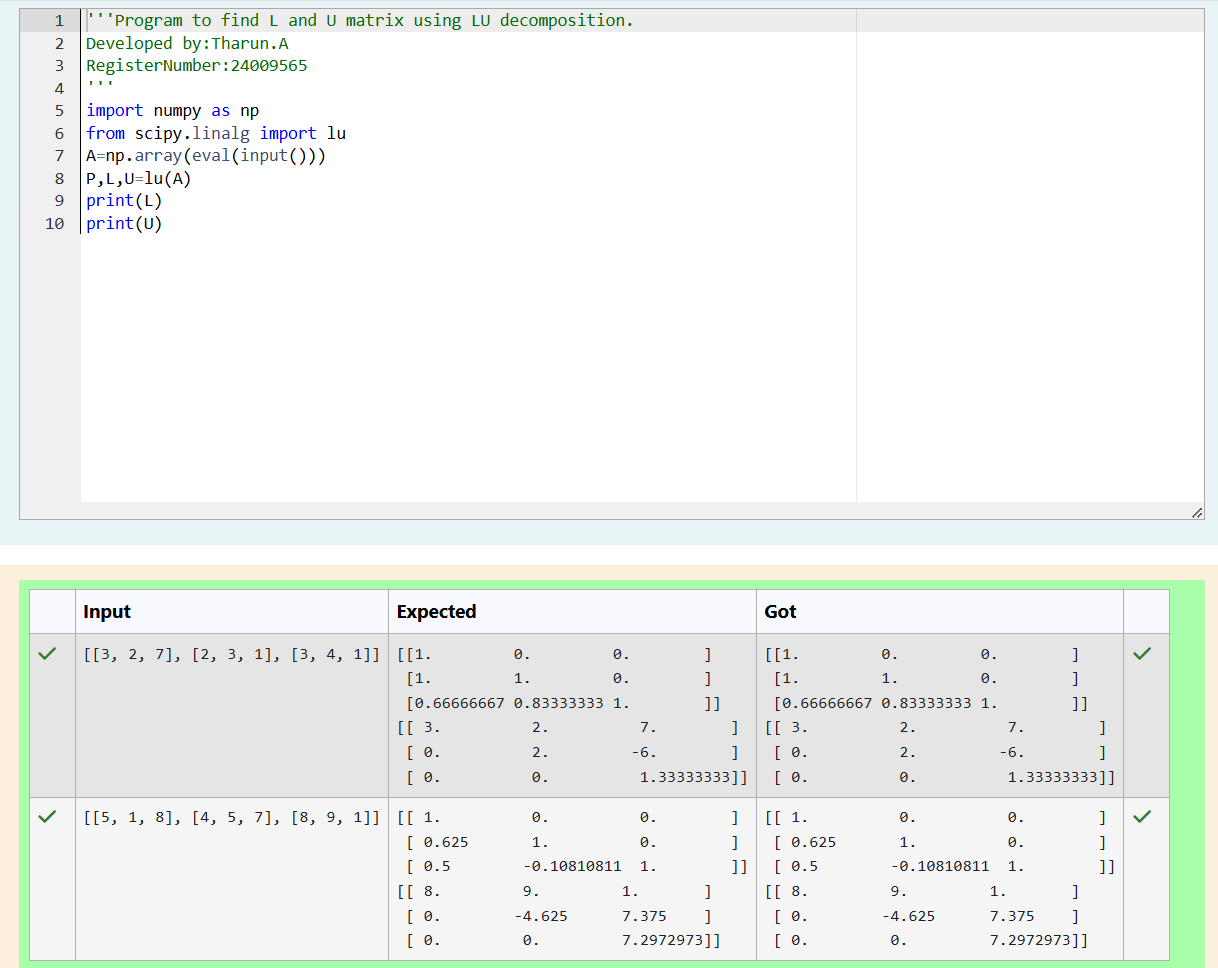 1 '''Program to find L and U matrix using LU decomposition.
2 Developed by:Tharun.A
3 RegisterNumber:24009565
4 '''
5 import numpy as np
6 from scipy.linalg import lu
7 A=np.array(eval(input()))
8 P,L,U=lu(A)
9 print(L)
10 print(U)
Input Expected Got
[[3, 2, 7], [2, 3, 1], [3, 4, 1]] [[1. 0. 0. ] [[1. 0. 0. ]
[1. 1. 0. ] [1. 1. 0. ]
[0.66666667 0.83333333 1. ]] [0.66666667 0.83333333 1. ]]
[[ 3. 2. 7. ] [[ 3. 2. 7. ]
[ 0. 2. -6. ] [ 0. 2. -6. ]
[ 0. 0. 1.33333333]] [ 0. 0. 1.33333333]]
[[5, 1, 8], [4, 5, 7], [8, 9, 1]] [[ 1. 0. 0. ] [[ 1. 0. 0. ]
[ 0.625 1. 0. ] [ 0.625 1. 0. ]
[ 0.5 -0.10810811 1. ]] [ 0.5 -0.10810811 1. ]]
[[ 8. 9. 1. ] [[ 8. 9. 1. ]
[ 0. -4.625 7.375 ] [ 0. -4.625 7.375 ]
[ 0. 0. 7.2972973]] [ 0. 0. 7.2972973]]